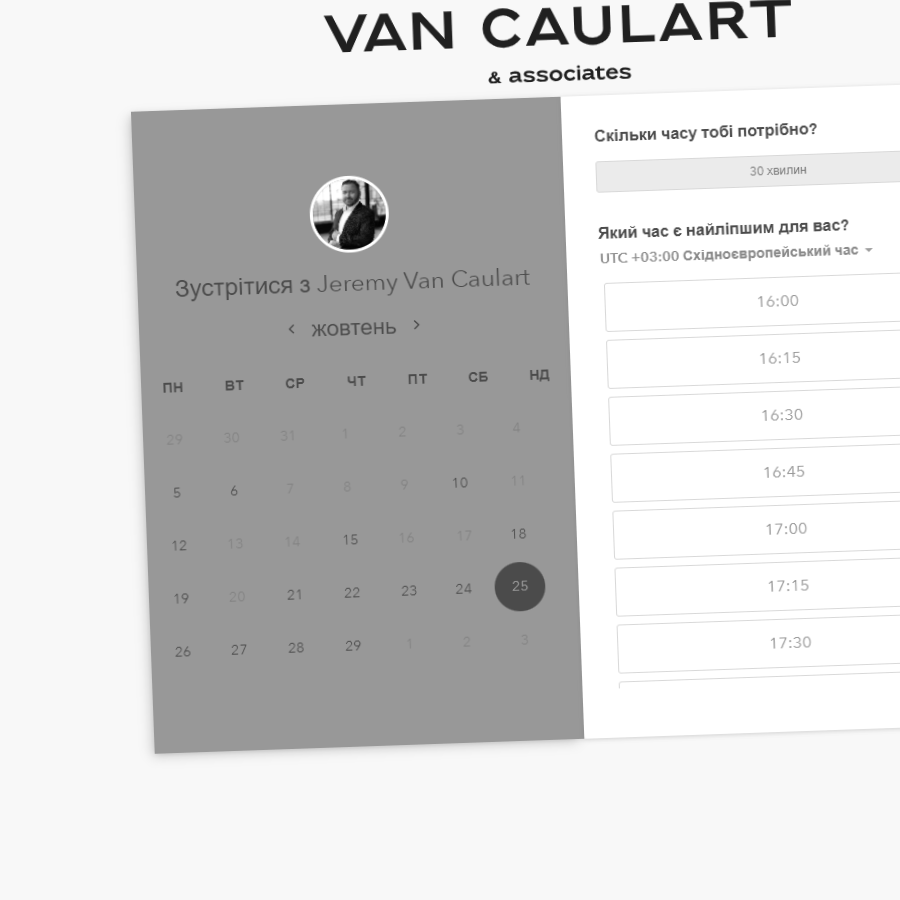 VAN CAULART
& associates
Зустрітися з Jeremy Van Caulart
жовтень
ПН ВТ СР ЧТ ПТ СБ НД
29 30 31 1 2 3 4
5 6 7 8 9 10 11
12 13 14 15 16 17 18
19 20 21 22 23 24 25
26 27 28 29 1 2 3
Скільки часу тобі потрібно?
30 хвилин
Який час є найліпшим для вас?
UTC +03:00 Східноєвропейський час
16:00
16:15
16:30
16:45
17:00
17:15
17:30